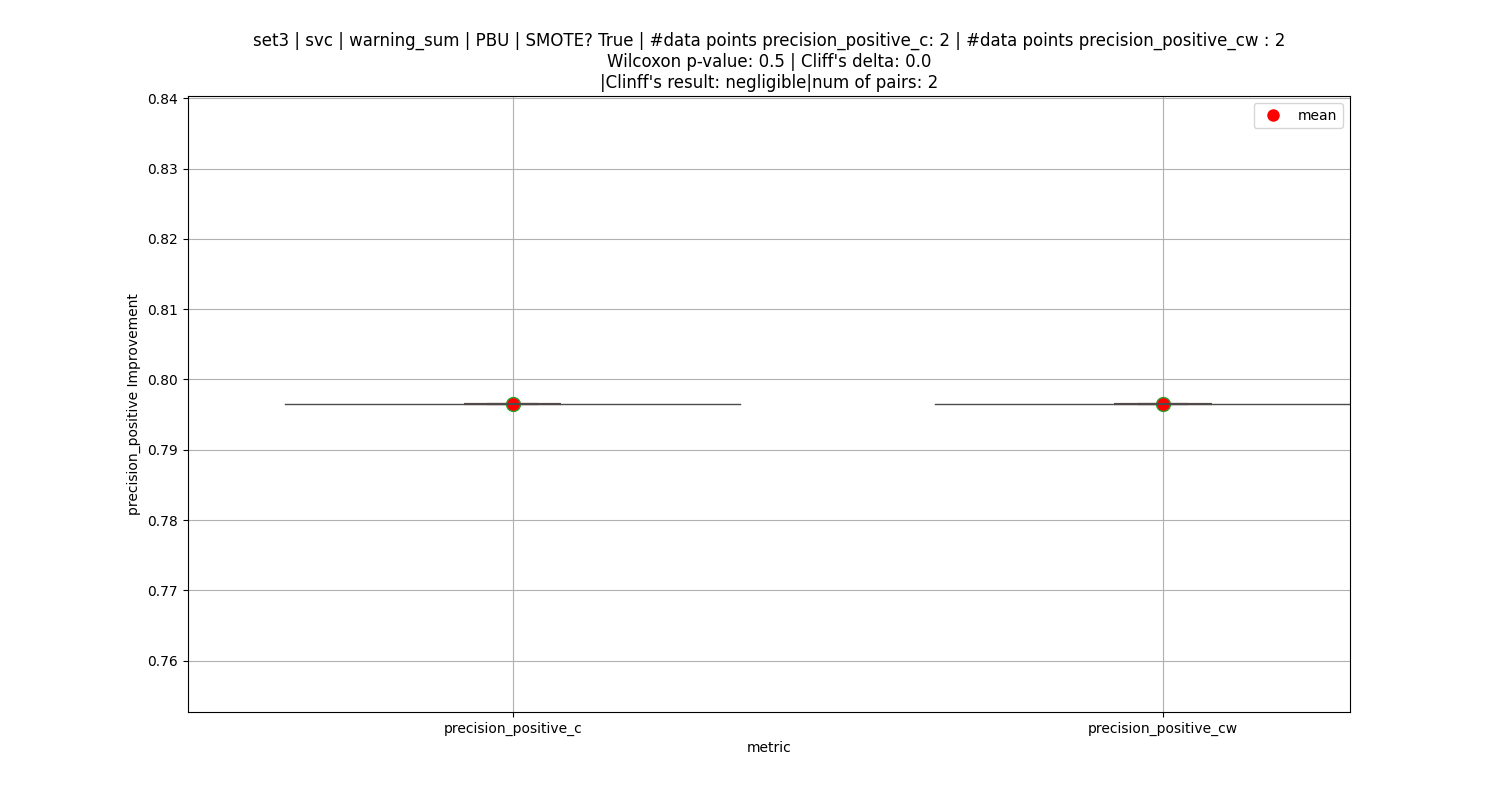 set3 | svc | warning_sum | PBU | SMOTE? True | #data points precision_positive_c: 2 | #data points precision_positive_cw : 2
Wilcoxon p-value: 0.5 | Cliff's delta: 0.0
|Clinff's result: negligible|num of pairs: 2
mean
0.84
0.83
0.82
0.81
0.80
0.79
0.78
0.77
0.76
precision_positive Improvement
precision_positive_c
precision_positive_cw
metric